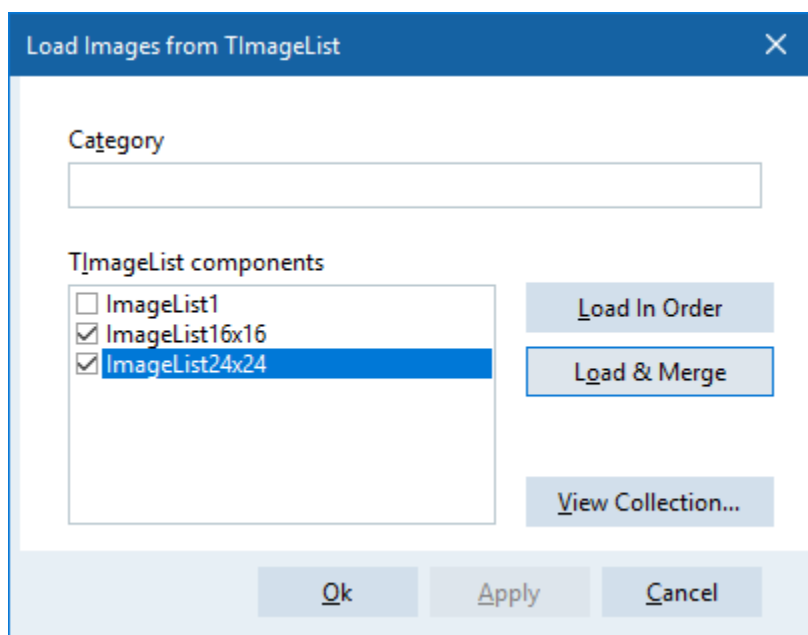 Load Images from TImageList
Category
TImageList components
ImageList1
ImageList16x16
ImageList24x24
Load In Order
Load & Merge
View Collection...
Ok
Apply
Cancel